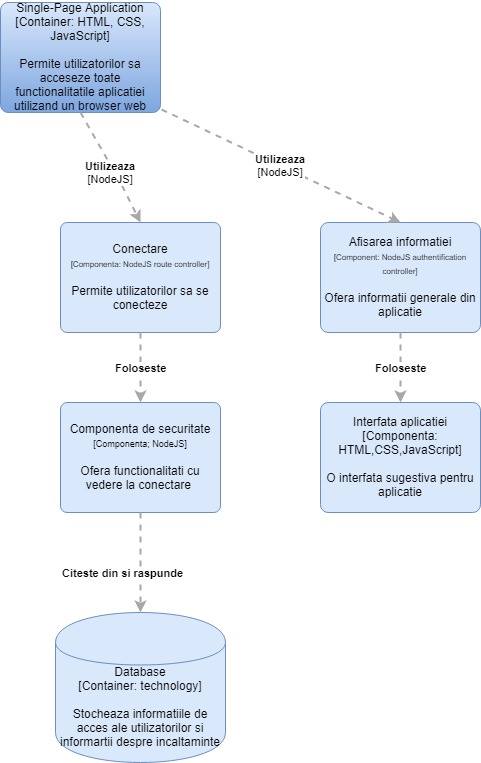 Single-Page Application
[Container: HTML, CSS,
JavaScript]
Permite utilizatorilor sa
acceseze toate
functionalitatile aplicatiei
utilizand un browser web
Utilizeaza
[NodeJS]
Utilizeaza
[NodeJS]
Conectare
[Componenta: NodeJS route controller]
Permite utilizatorilor sa se
conecteze
Afisarea informatiei
[Component: NodeJS authentification
controller]
Ofera informatii generale din
aplicatie
Foloseste
Foloseste
Componenta de securitate
[Componenta; NodeJS]
Ofera functionalitati cu
vedere la conectare
Interfata aplicatiei
[Componenta:
HTML,CSS,JavaScript]
O interfata sugestiva pentru
aplicatie
Citeste din si raspunde
Database
[Container: technology]
Stocheaza informatiile de
acces ale utilizatorilor si
informartii despre incaltaminte